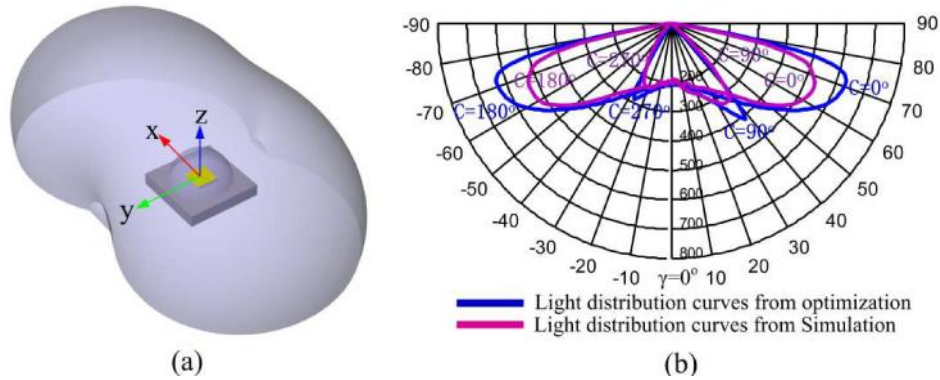 z
x
y
(a)
-90
-80
-70
-60
-50
-40
-30
-20
-10
γ=0°
10
20
30
40
50
60
70
80
90
C=270°
C=90°
C=180°
C=0°
C=180°
C=0°
C=270°
C=90°
200
300
400
500
600
700
800
Light distribution curves from optimization
Light distribution curves from Simulation
(b)